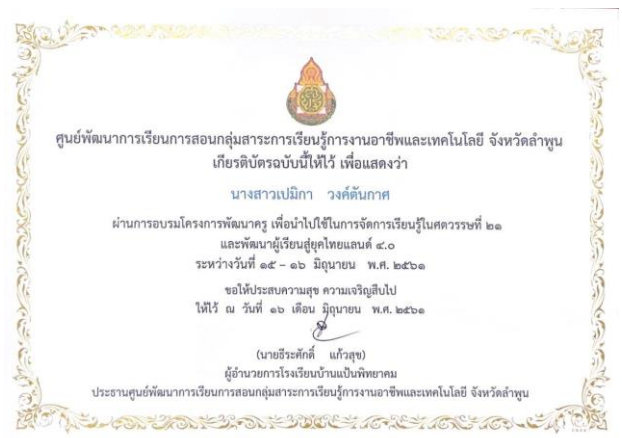 ศูนย์พัฒนาการเรียนการสอนกลุ่มสาระการเรียนรู้การงานอาชีพและเทคโนโลยี จังหวัดลำพูน
เกียรติบัตรฉบับนี้ให้ไว้ เพื่อแสดงว่า
นางสาวเปมิกา วงค์ตันกาศ
ผ่านการอบรมโครงการพัฒนาครู เพื่อนำไปใช้ในการจัดการเรียนรู้ในศตวรรษที่ ๒๑
และพัฒนาผู้เรียนสู่ยุคไทยแลนด์ ๔.๐
ระหว่างวันที่ ๑๕ - ๑๖ มิถุนายน พ.ศ. ๒๕๖๑
ขอให้ประสบความสุข ความเจริญสืบไป
ให้ไว้ ณ วันที่ ๑๖ เดือน มิถุนายน พ.ศ. ๒๕๖๑
(นายธีระศักดิ์ แก้วสุข)
ผู้อำนวยการโรงเรียนบ้านแป้นพิทยาคม
ประธานศูนย์พัฒนาการเรียนการสอนกลุ่มสาระการเรียนรู้การงานอาชีพและเทคโนโลยี จังหวัดลำพูน